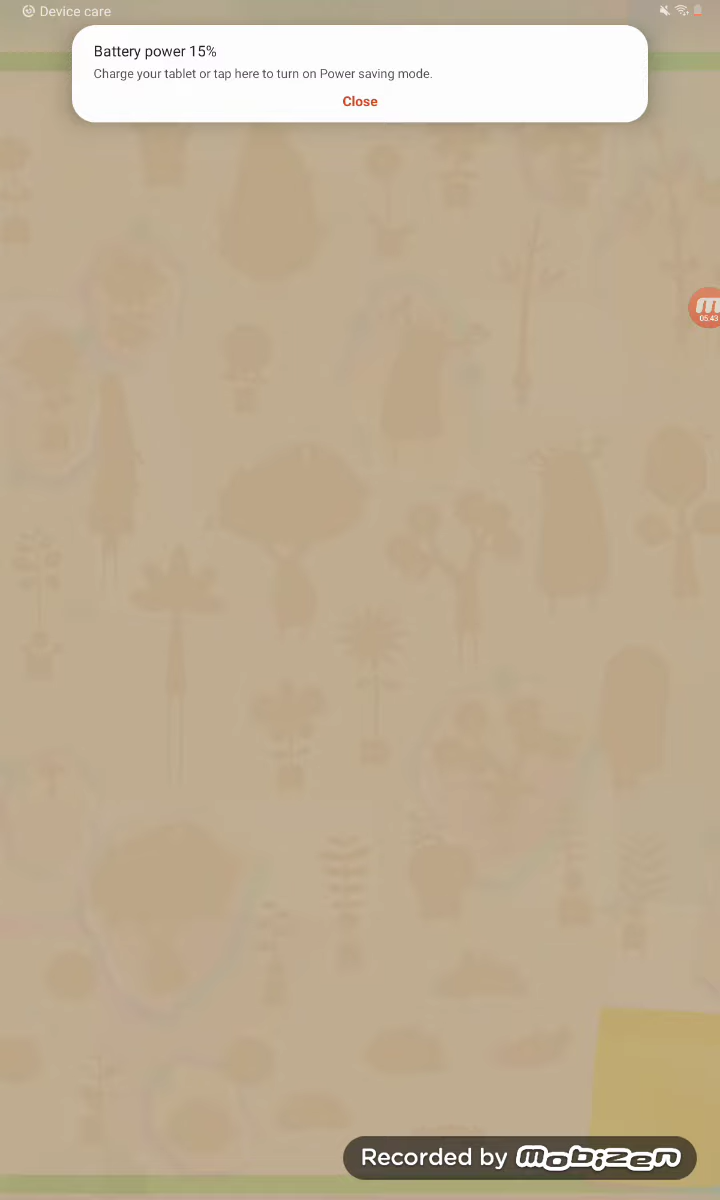 Device care
Battery power 15%
Charge your tablet or tap here to turn on Power saving mode.
Close
05:43
Recorded by mobizen